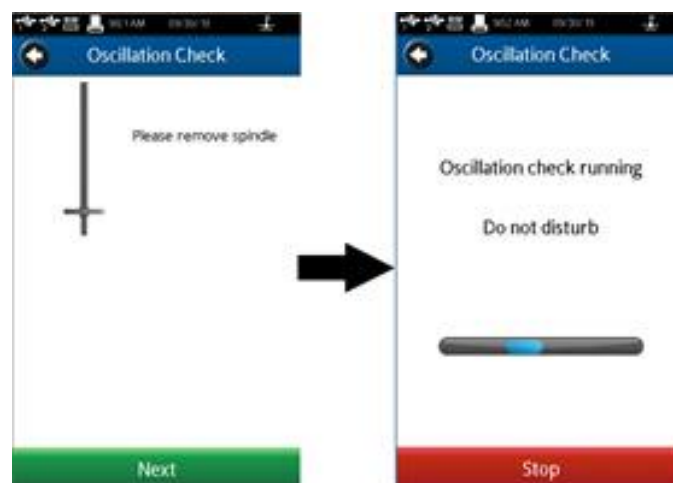 Oscillation Check
Please remove spindle
Next
Oscillation Check
Oscillation check running
Do not disturb
Stop